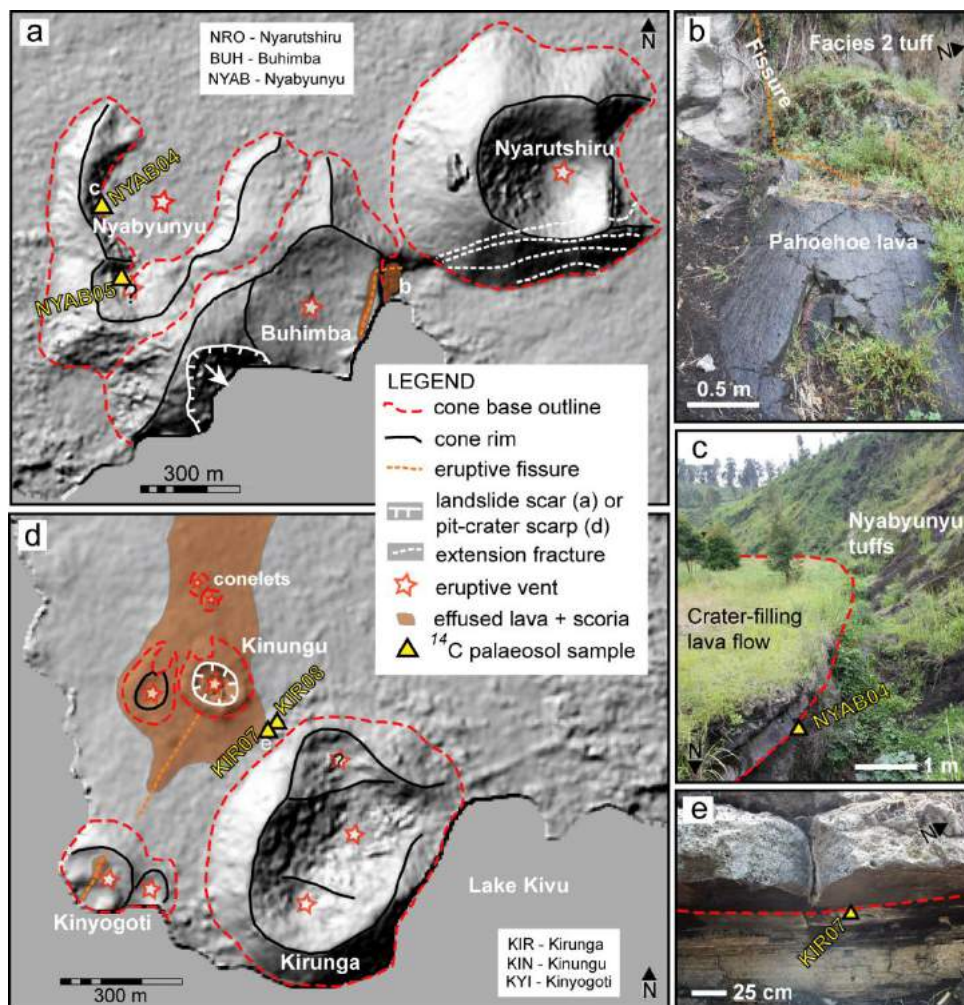 a
NRO - Nyarutshiru
BUH - Buhimba
NYAB - Nyabyunyu
N
Nyarutshiru
NYAB04
c
Nyabyunyu
NYAB05
?
b
Buhimba
300 m
b
Fissure
Facies 2 tuff
N
Pahoehoe lava
0.5 m
LEGEND
cone base outline
cone rim
eruptive fissure
landslide scar (a) or
pit-crater scarp (d)
extension fracture
eruptive vent
effused lava + scoria
14C palaeosol sample
c
Nyabyunyu
tuffs
Crater-filling
lava flow
NYAB04
N
1 m
d
conelets
Kinungu
KIR08
KIR07
e
?
Lake Kivu
Kinyogoti
Kirunga
KIR - Kirunga
KIN - Kinungu
KYI - Kinyogoti
300 m
N
e
N
KIR07
25 cm